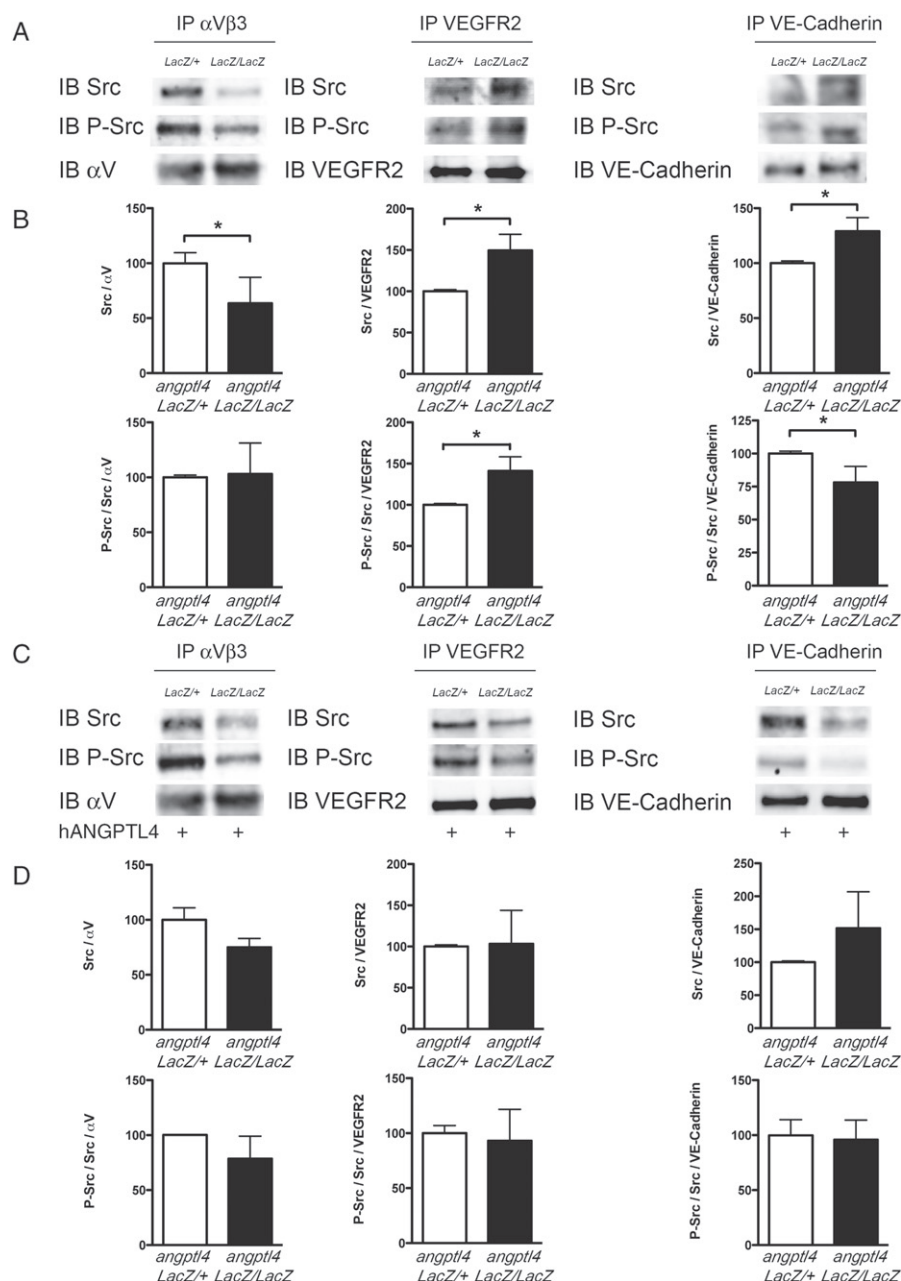 A
IP αVβ3 IP VEGFR2 IP VE-Cadherin
LacZ/+ LacZ/LacZ LacZ/+ LacZ/LacZ LacZ/+ LacZ/LacZ
IB Src IB Src IB Src
IB P-Src IB P-Src IB P-Src
IB αV IB VEGFR2 IB VE-Cadherin
B
Src / αV
150
100
50
0
*
angptl4 angptl4
LacZ/+ LacZ/LacZ
Src / VEGFR2
200
150
100
50
0
*
angptl4 angptl4
LacZ/+ LacZ/LacZ
Src / VE-Cadherin
150
100
50
0
*
angptl4 angptl4
LacZ/+ LacZ/LacZ
P-Src / Src / αV
150
100
50
0
angptl4 angptl4
LacZ/+ LacZ/LacZ
P-Src / Src / VEGFR2
200
150
100
50
0
*
angptl4 angptl4
LacZ/+ LacZ/LacZ
P-Src / Src / VE-Cadherin
125
100
75
50
25
0
*
angptl4 angptl4
LacZ/+ LacZ/LacZ
C
IP αVβ3 IP VEGFR2 IP VE-Cadherin
LacZ/+ LacZ/LacZ LacZ/+ LacZ/LacZ LacZ/+ LacZ/LacZ
IB Src IB Src IB Src
IB P-Src IB P-Src IB P-Src
IB αV IB VEGFR2 IB VE-Cadherin
hANGPTL4 + + + + + +
D
Src / αV
150
100
50
0
angptl4 angptl4
LacZ/+ LacZ/LacZ
Src / VEGFR2
200
150
100
50
0
angptl4 angptl4
LacZ/+ LacZ/LacZ
Src / VE-Cadherin
250
200
150
100
50
0
angptl4 angptl4
LacZ/+ LacZ/LacZ
P-Src / Src / αV
150
100
50
0
angptl4 angptl4
LacZ/+ LacZ/LacZ
P-Src / Src / VEGFR2
150
100
50
0
angptl4 angptl4
LacZ/+ LacZ/LacZ
P-Src / Src / VE-Cadherin
150
100
50
0
angptl4 angptl4
LacZ/+ LacZ/LacZ